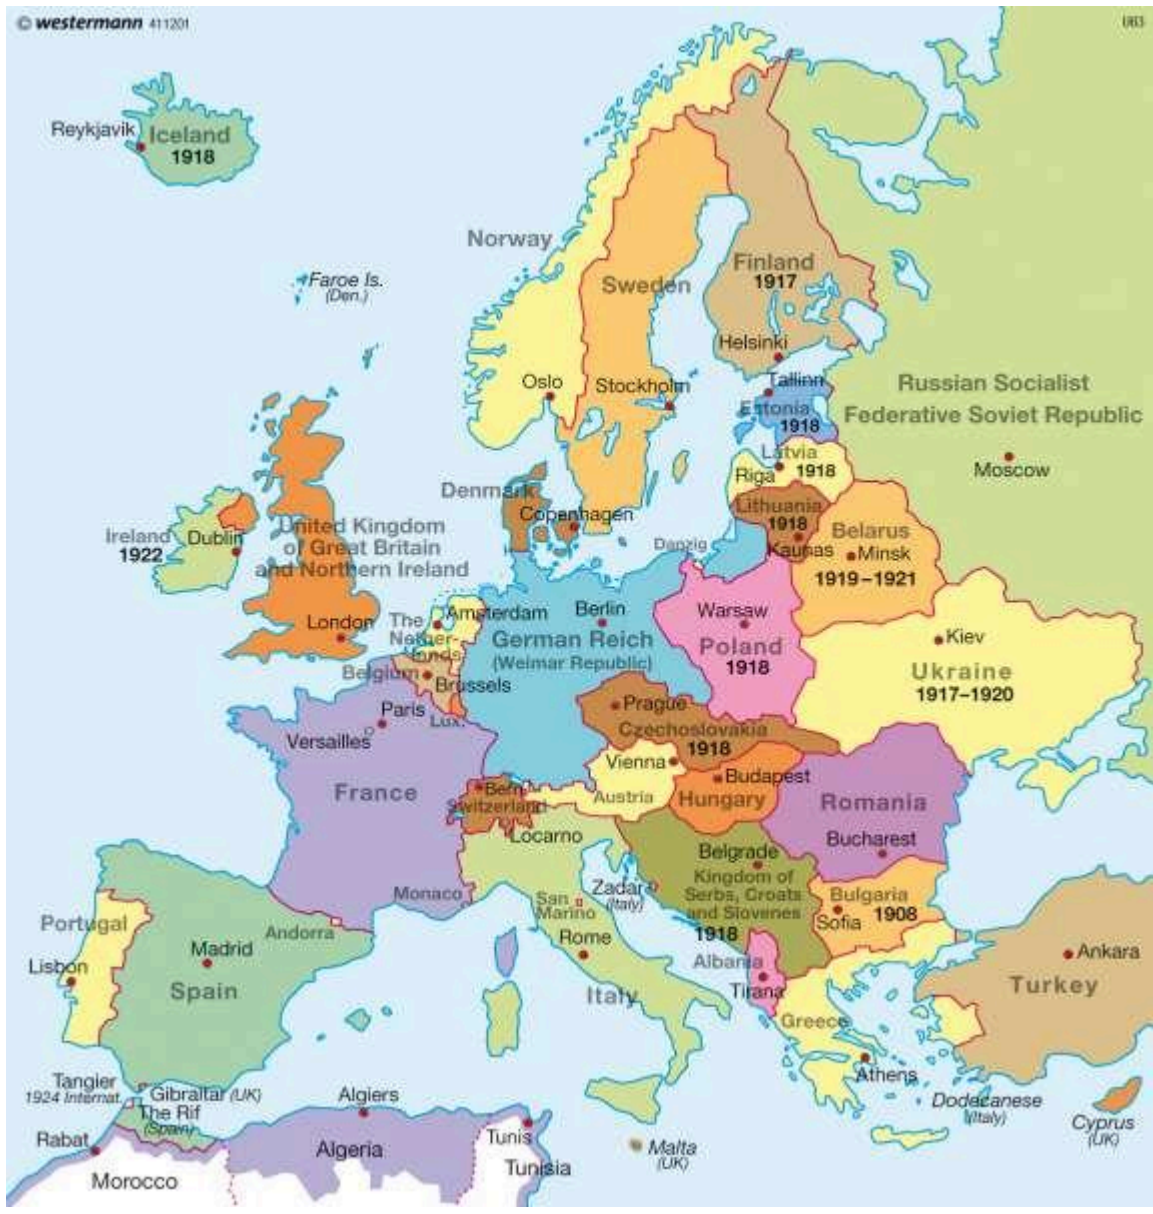 © westermann 411201
Reykjavik
Iceland
1918
Norway
Faroe Is.
(Den.)
Sweden
Finland
1917
Helsinki
Oslo
Stockholm
Tallinn
Estonia
1918
Russian Socialist
Federative Soviet Republic
Moscow
Latvia
Riga
1918
Lithuania
1918
Kaunas
Belarus
Minsk
1919–1921
Denmark
Copenhagen
Danzig
Ireland
1922
Dublin
United Kingdom
of Great Britain
and Northern Ireland
London
The
Nether-
lands
Amsterdam
Berlin
German Reich
(Weimar Republic)
Warsaw
Poland
1918
Kiev
Ukraine
1917–1920
Belgium
Brussels
Lux.
Paris
Versailles
France
Prague
Czechoslovakia
1918
Vienna
Austria
Budapest
Hungary
Romania
Bucharest
Bern
Switzerland
Locarno
Belgrade
Kingdom of
Serbs, Croats
and Slovenes
1918
Zadar
(Italy)
San
Marino
Monaco
Andorra
Bulgaria
1908
Sofia
Portugal
Lisbon
Madrid
Spain
Rome
Italy
Albania
Tirana
Greece
Athens
Ankara
Turkey
Tangier
1924 Internat.
Gibraltar (UK)
The Rif
(Spain)
Rabat
Morocco
Algiers
Algeria
Tunis
Tunisia
Malta
(UK)
Dodecanese
(Italy)
Cyprus
(UK)